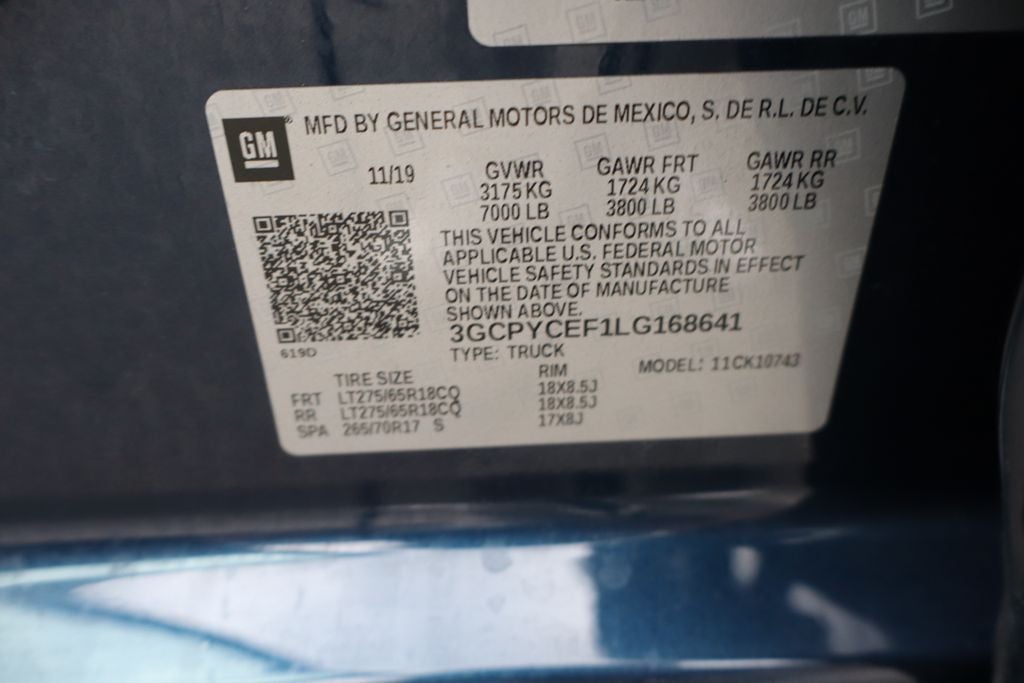 GM
MFD BY GENERAL MOTORS DE MEXICO, S. DE R.L. DE C.V.
11/19 GVWR GAWR FRT GAWR RR
3175 KG 1724 KG 1724 KG
7000 LB 3800 LB 3800 LB
THIS VEHICLE CONFORMS TO ALL
APPLICABLE U.S. FEDERAL MOTOR
VEHICLE SAFETY STANDARDS IN EFFECT
ON THE DATE OF MANUFACTURE
SHOWN ABOVE.
3GCPYCEF1LG168641
619D
TYPE: TRUCK MODEL: 11CK10743
TIRE SIZE RIM
FRT LT275/65R18CQ 18X8.5J
RR LT275/65R18CQ 18X8.5J
SPA 265/70R17 S 17X8J